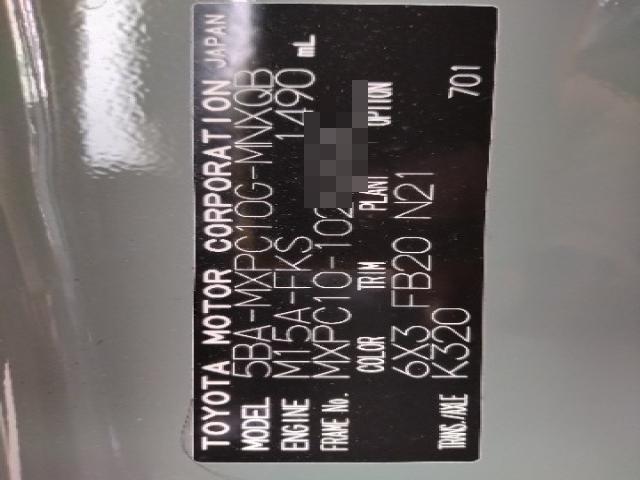 TOYOTA MOTOR CORPORATION JAPAN
MODEL 5BA-MXPC10G-MNXQB
ENGINE M15A-FKS 1490 mL
FRAME No. MXPC10-102
COLOR TRIM PLANT OPTION
6X3 FB20 N21
TRANS./AXLE K320 701